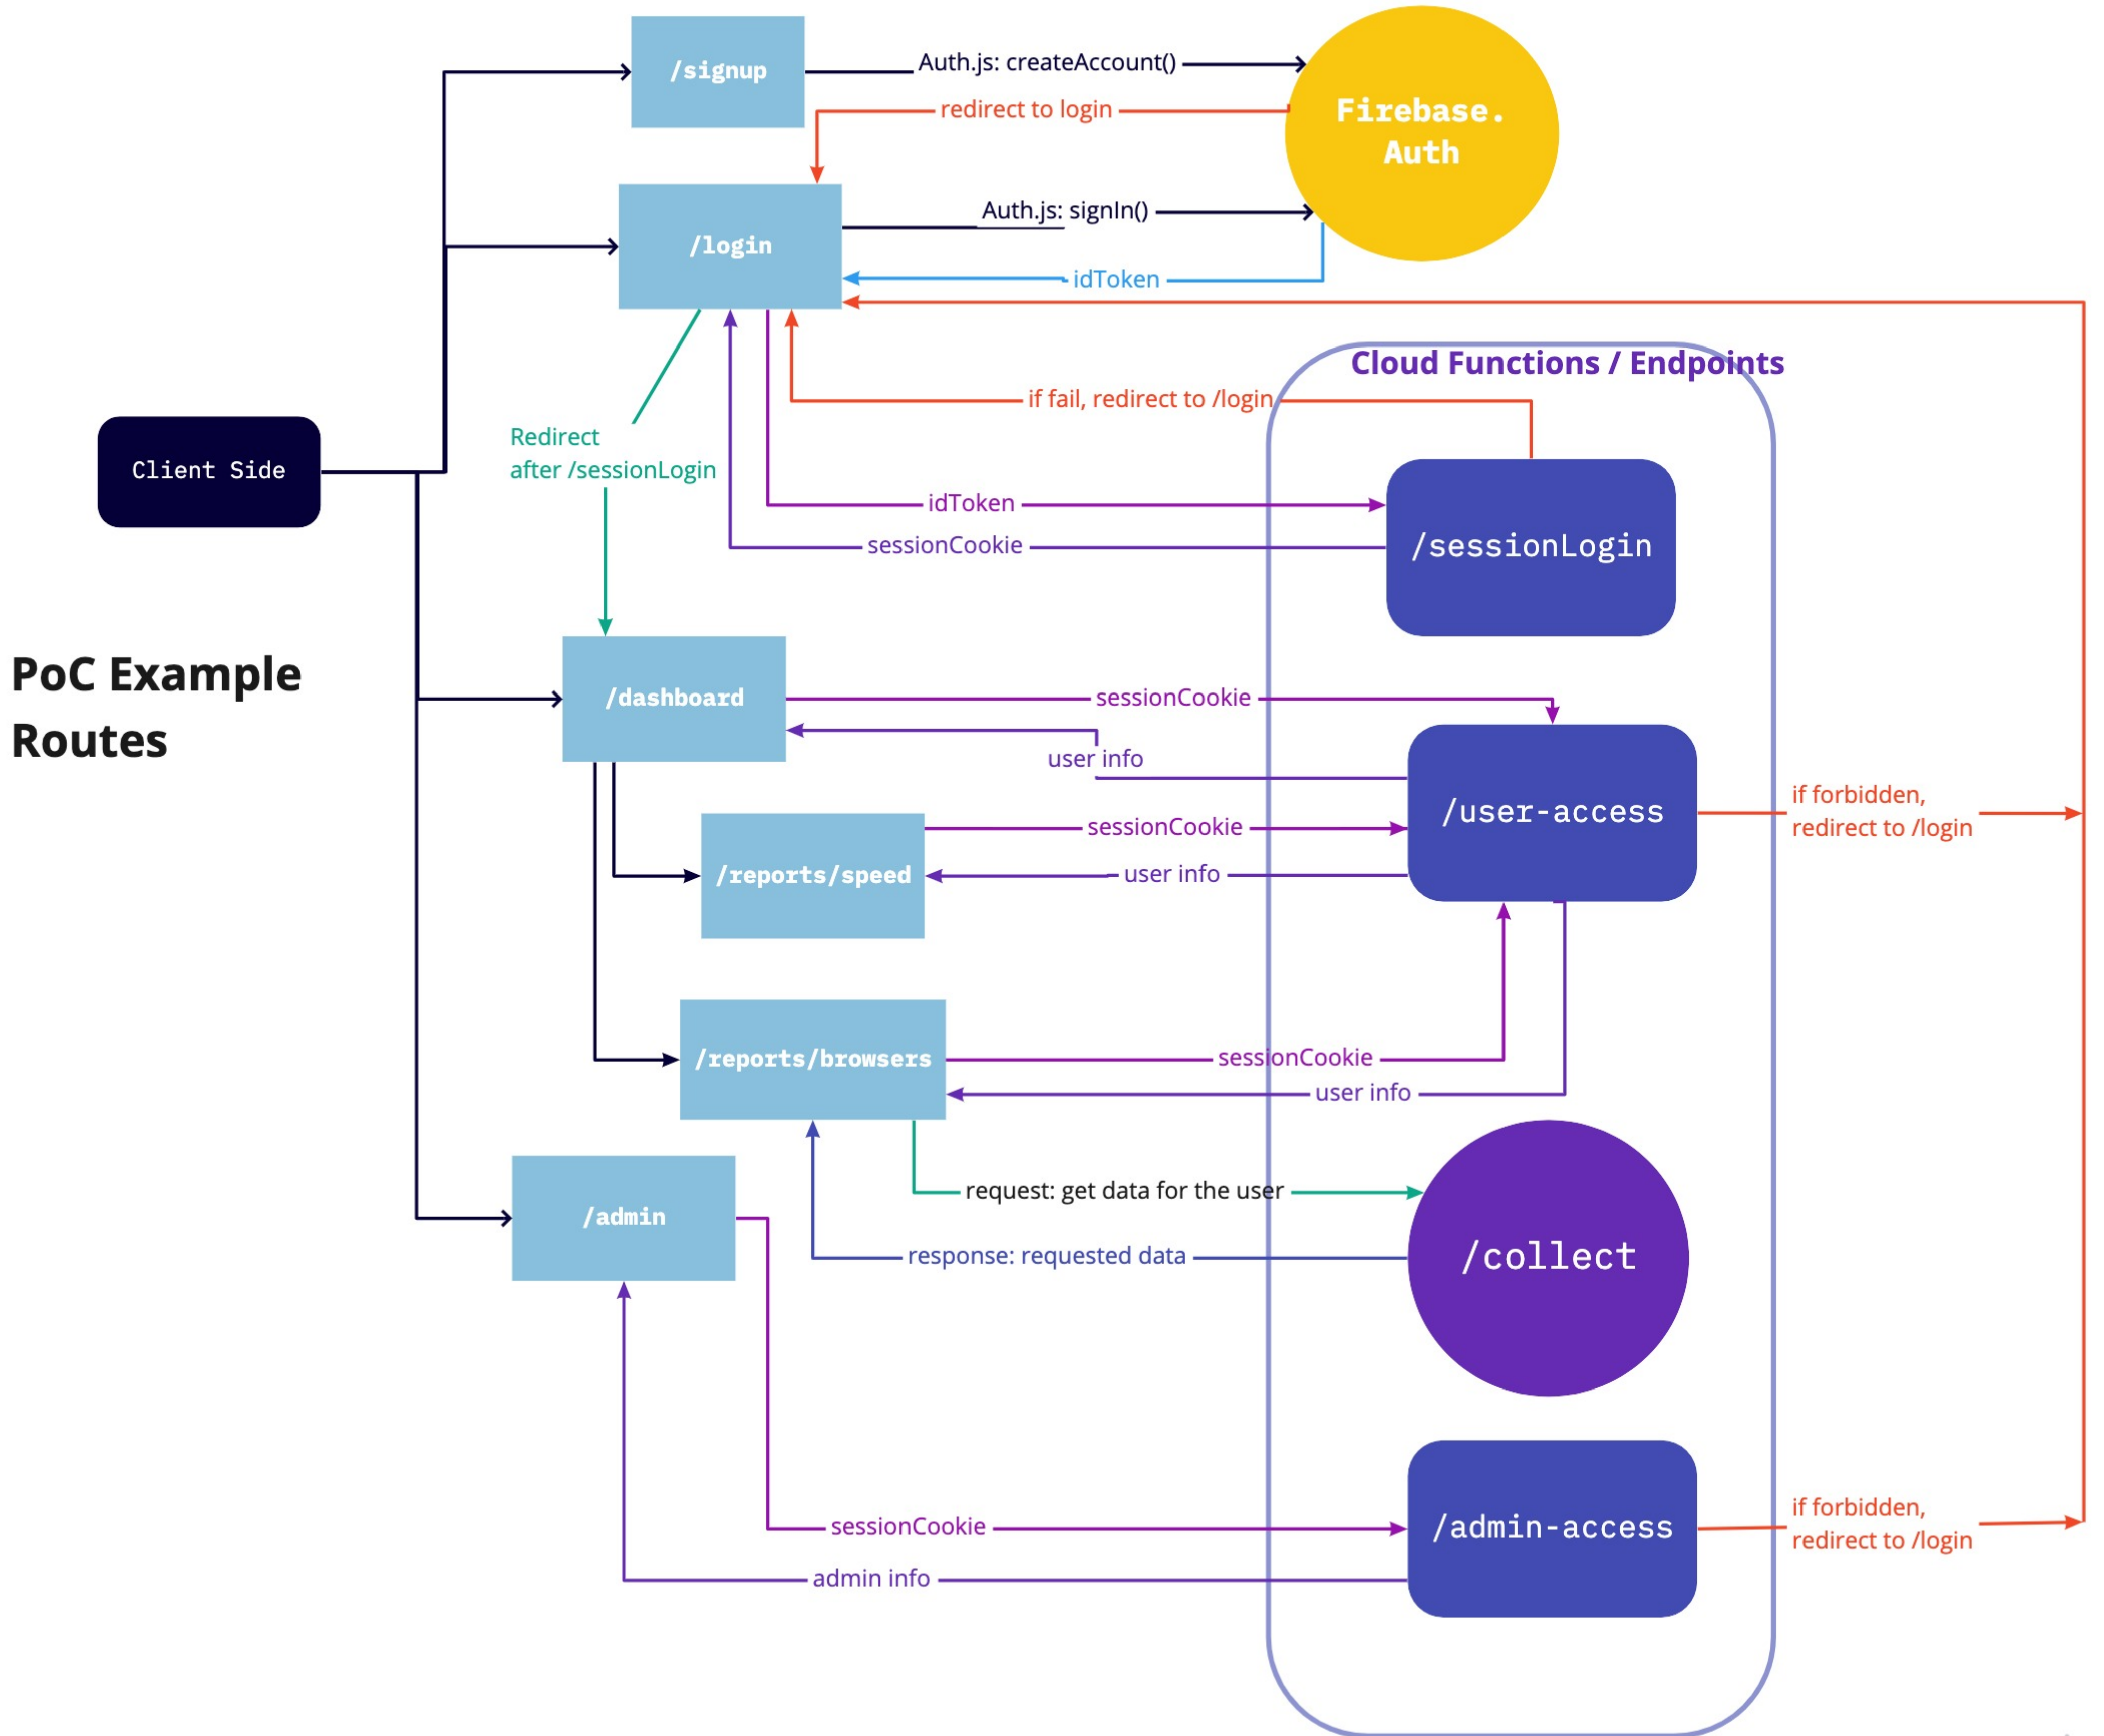 /signup
Auth.js: createAccount()
Firebase.
Auth
redirect to login
Auth.js: signIn()
/login
idToken
Cloud Functions / Endpoints
if fail, redirect to /login
Redirect
after /sessionLogin
Client Side
idToken
sessionCookie
/sessionLogin
PoC Example
Routes
/dashboard
sessionCookie
user info
/user-access
if forbidden,
redirect to /login
sessionCookie
/reports/speed
user info
/reports/browsers
sessionCookie
user info
request: get data for the user
/admin
response: requested data
/collect
sessionCookie
/admin-access
if forbidden,
redirect to /login
admin info